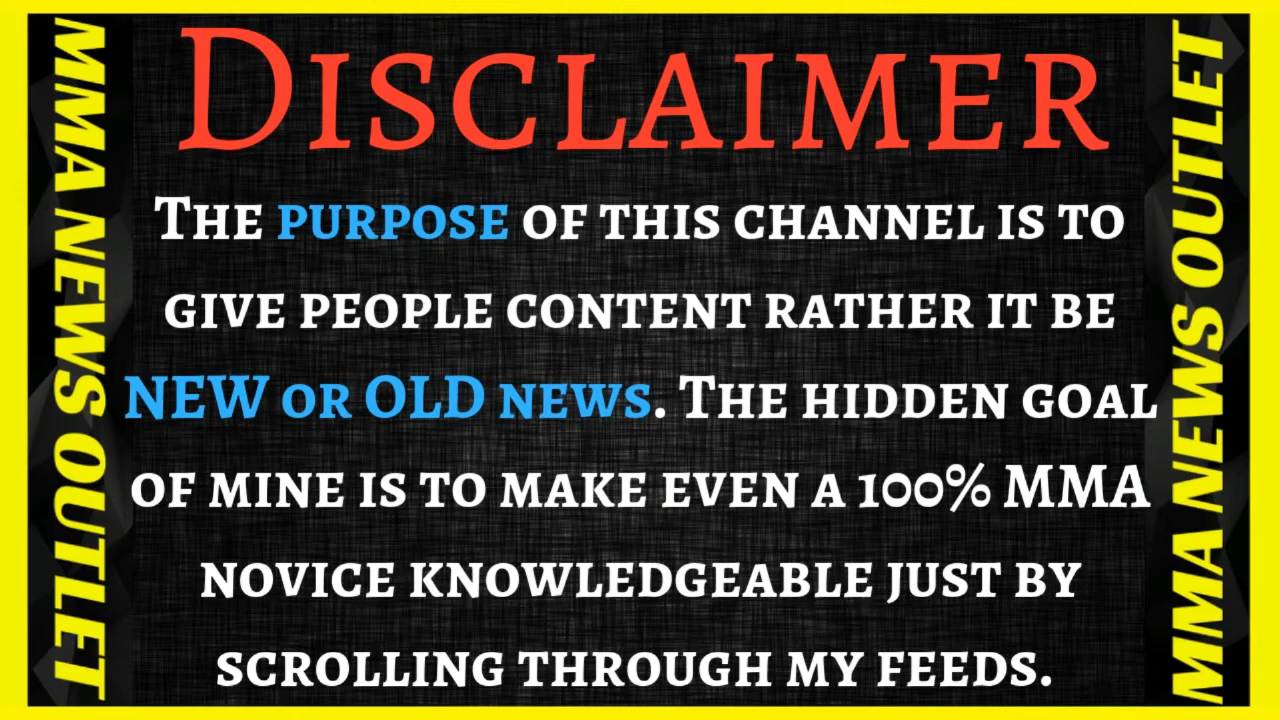 Disclaimer
The purpose of this channel is to
give people content rather it be
NEW or OLD news. The hidden goal
of mine is to make even a 100% MMA
novice knowledgeable just by
scrolling through my feeds.
MMA NEWS OUTLET
MMA NEWS OUTLET